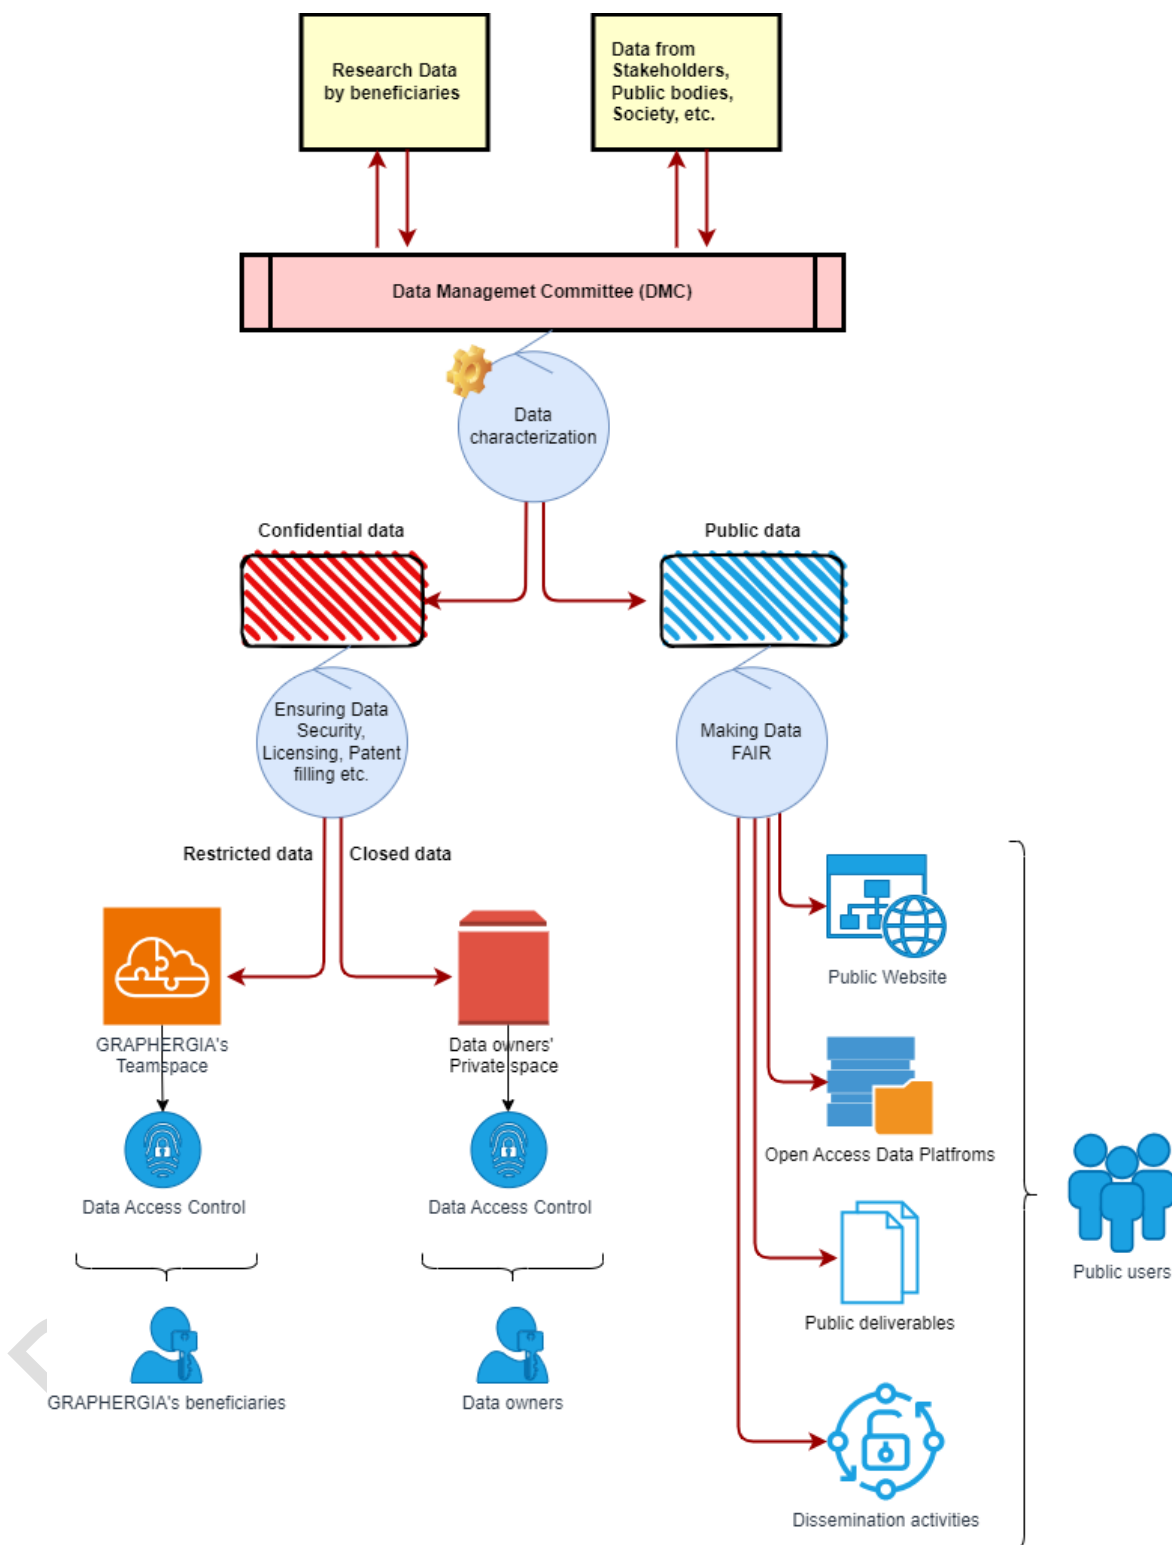 Research Data
by beneficiaries
Data from
Stakeholders,
Public bodies,
Society, etc.
Data Managemet Committee (DMC)
Data
characterization
Confidential data
Public data
Ensuring Data
Security,
Licensing, Patent
filling etc.
Making Data
FAIR
Restricted data
Closed data
Public Website
GRAPHERGIA's
Teamspace
Data owners'
Private space
Open Access Data Platfroms
Data Access Control
Data Access Control
Public users
Public deliverables
GRAPHERGIA's beneficiaries
Data owners
Dissemination activities